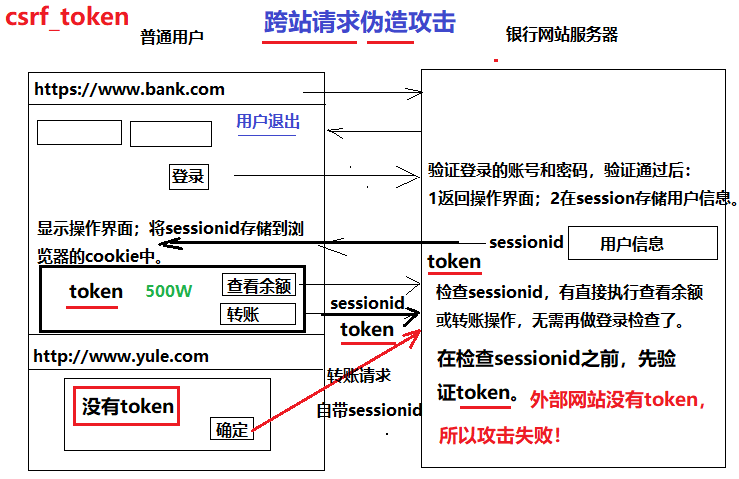 csrf_token
跨站请求伪造攻击
普通用户
银行网站服务器
https://www.bank.com
用户退出
登录
验证登录的账号和密码，验证通过后：
1返回操作界面；2在session存储用户信息。
显示操作界面；将sessionid存储到浏
览器的cookie中。
sessionid
用户信息
token
token
500W
查看余额
转账
sessionid
token
检查sessionid，有直接执行查看余额
或转账操作，无需再做登录检查了。
http://www.yule.com
没有token
确定
转账请求
自带sessionid
在检查sessionid之前，先验
证token。
外部网站没有token，
所以攻击失败！